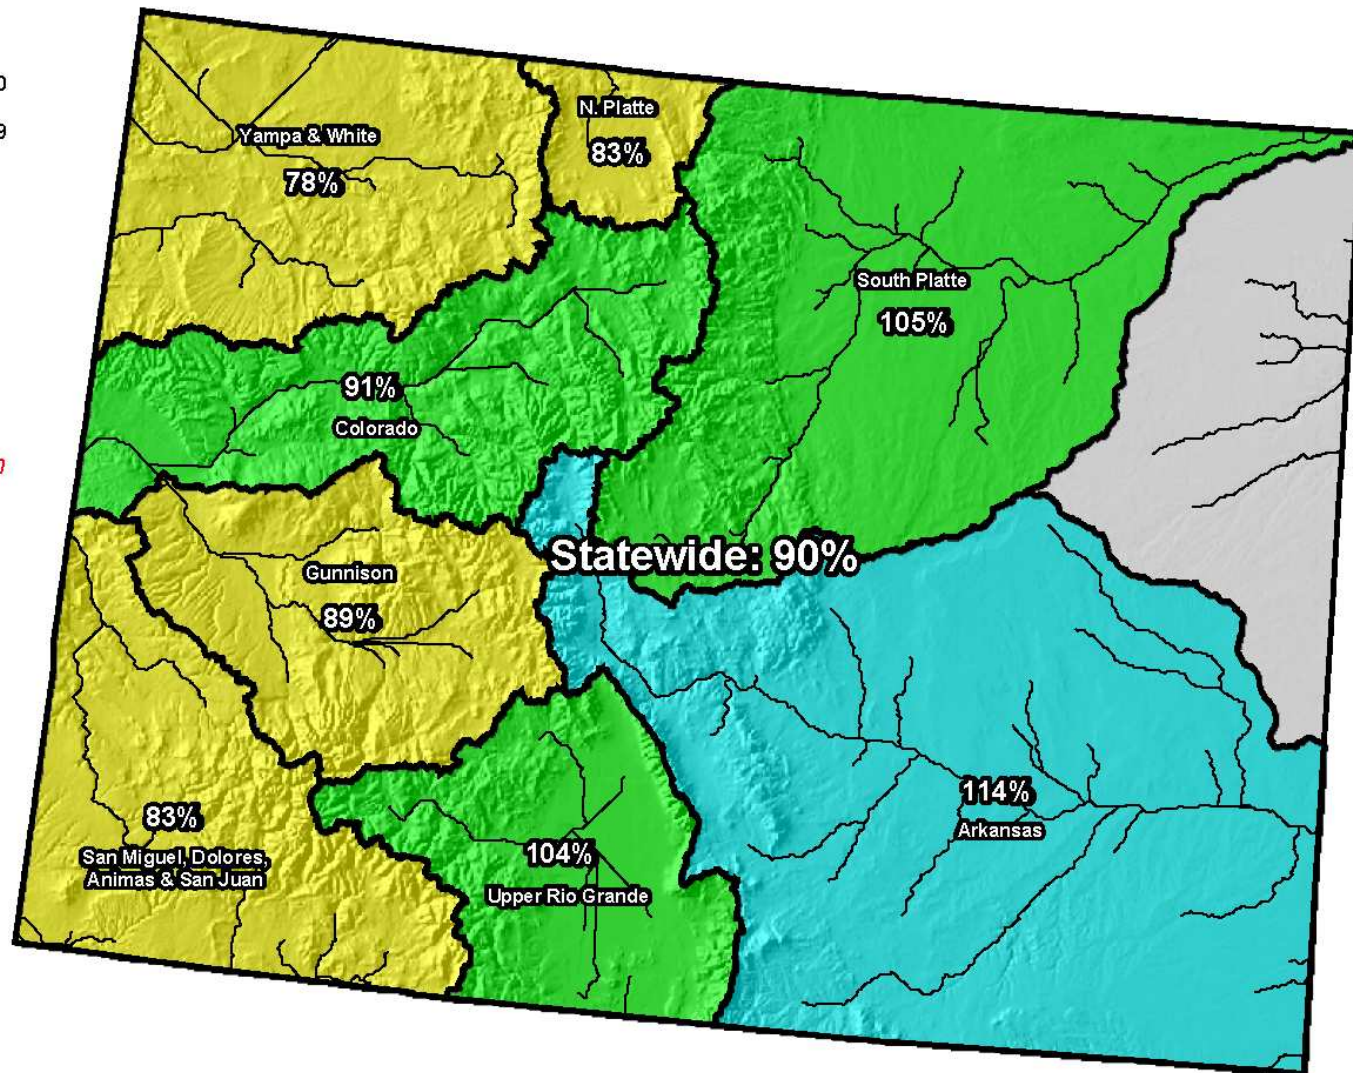 N. Platte
83%
Yampa & White
78%
South Platte
105%
91%
Colorado
Statewide: 90%
Gunnison
89%
114%
Arkansas
83%
San Miguel, Dolores,
Animas & San Juan
104%
Upper Rio Grande